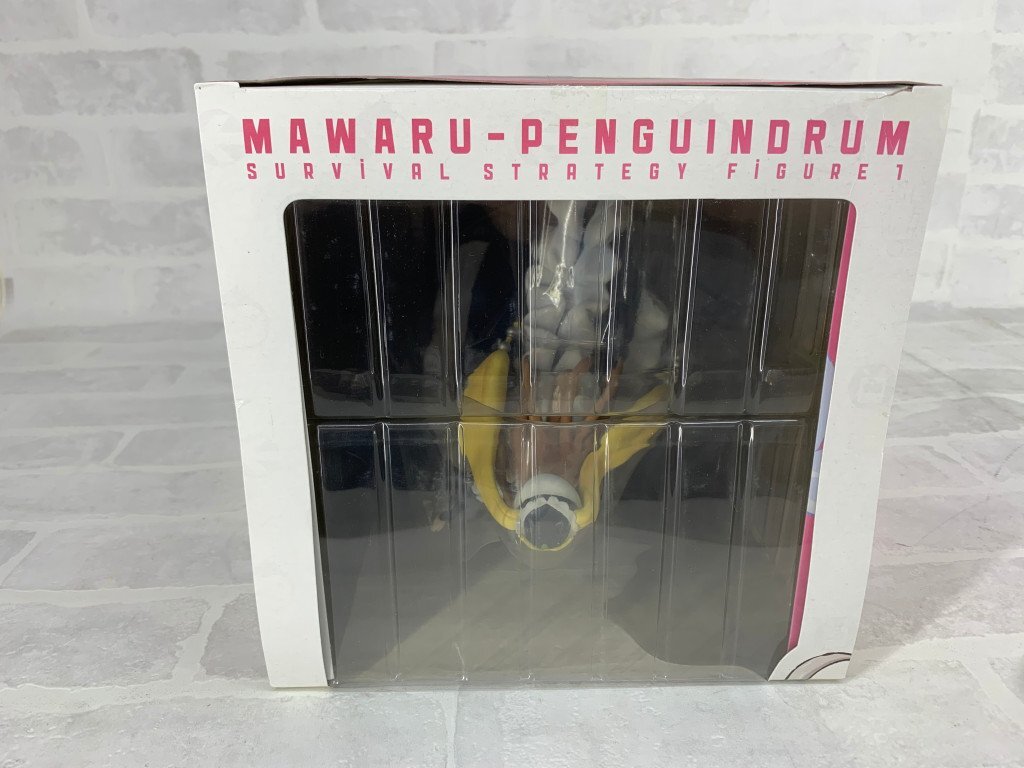 MAWARU-PENGUINDRUM
SURViVAL STRATEGY FiGURE 1